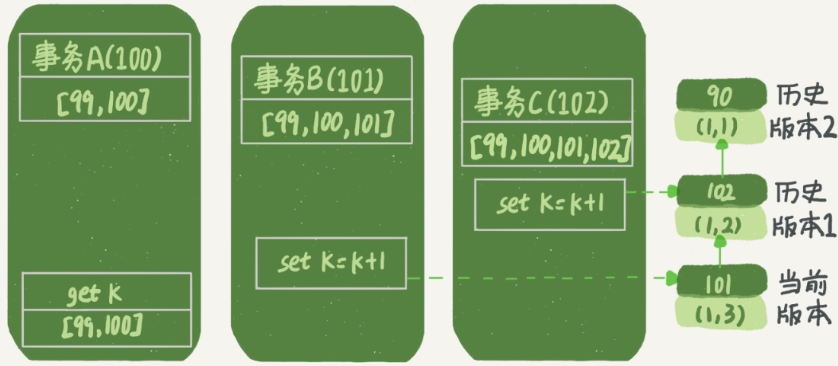 事务A(100)
[99,100]
get k
[99,100]
事务B(101)
[99,100,101]
set k=k+1
事务C(102)
[99,100,101,102]
set k=k+1
90
(1,1)
历史
版本2
102
(1,2)
历史
版本1
101
(1,3)
当前
版本